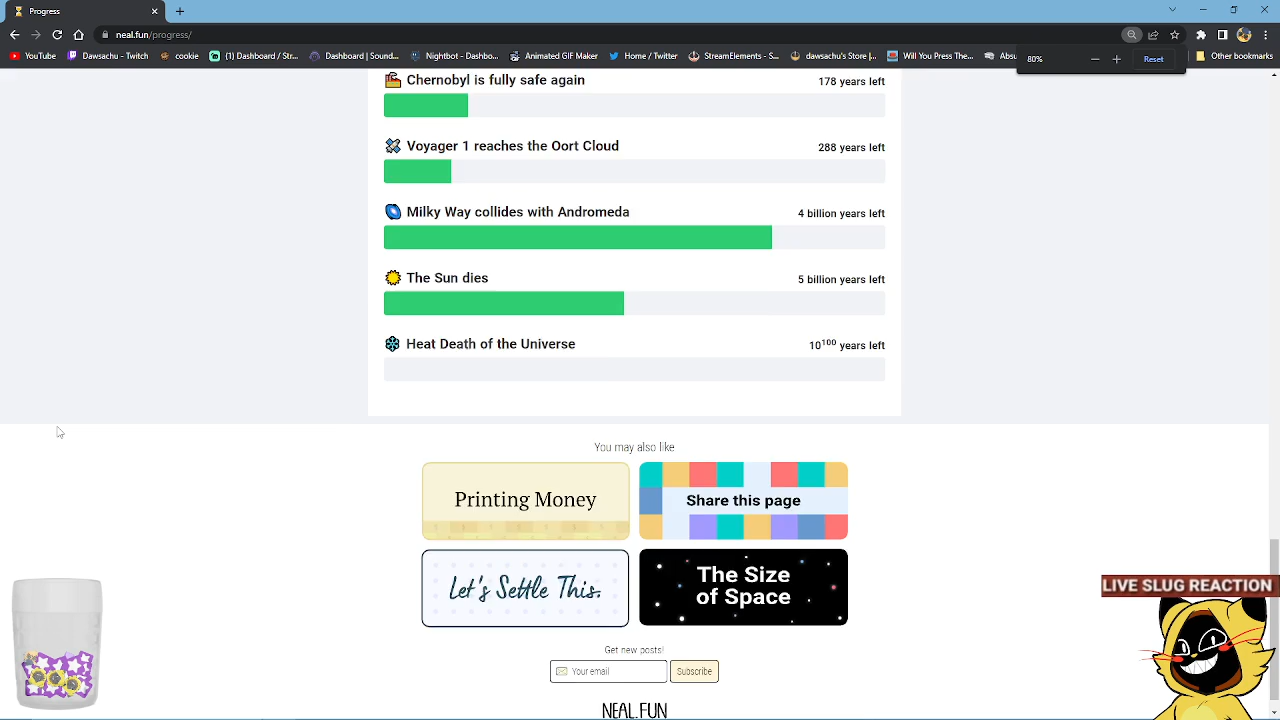 Progress
neal.fun/progress/
YouTube
Dawsachu - Twitch
cookie
(1) Dashboard / Str...
Dashboard | Sound...
Nightbot - Dashbo...
Animated GIF Maker
Home / Twitter
StreamElements - S...
dawsachu's Store |...
Will You Press The...
Absu
Other bookmarks
80%
Reset
Chernobyl is fully safe again
178 years left
Voyager 1 reaches the Oort Cloud
288 years left
Milky Way collides with Andromeda
4 billion years left
The Sun dies
5 billion years left
Heat Death of the Universe
10¹⁰⁰ years left
You may also like
Printing Money
Share this page
Let's Settle This.
The Size
of Space
LIVE SLUG REACTION
Get new posts!
Your email
Subscribe
NEAL.FUN